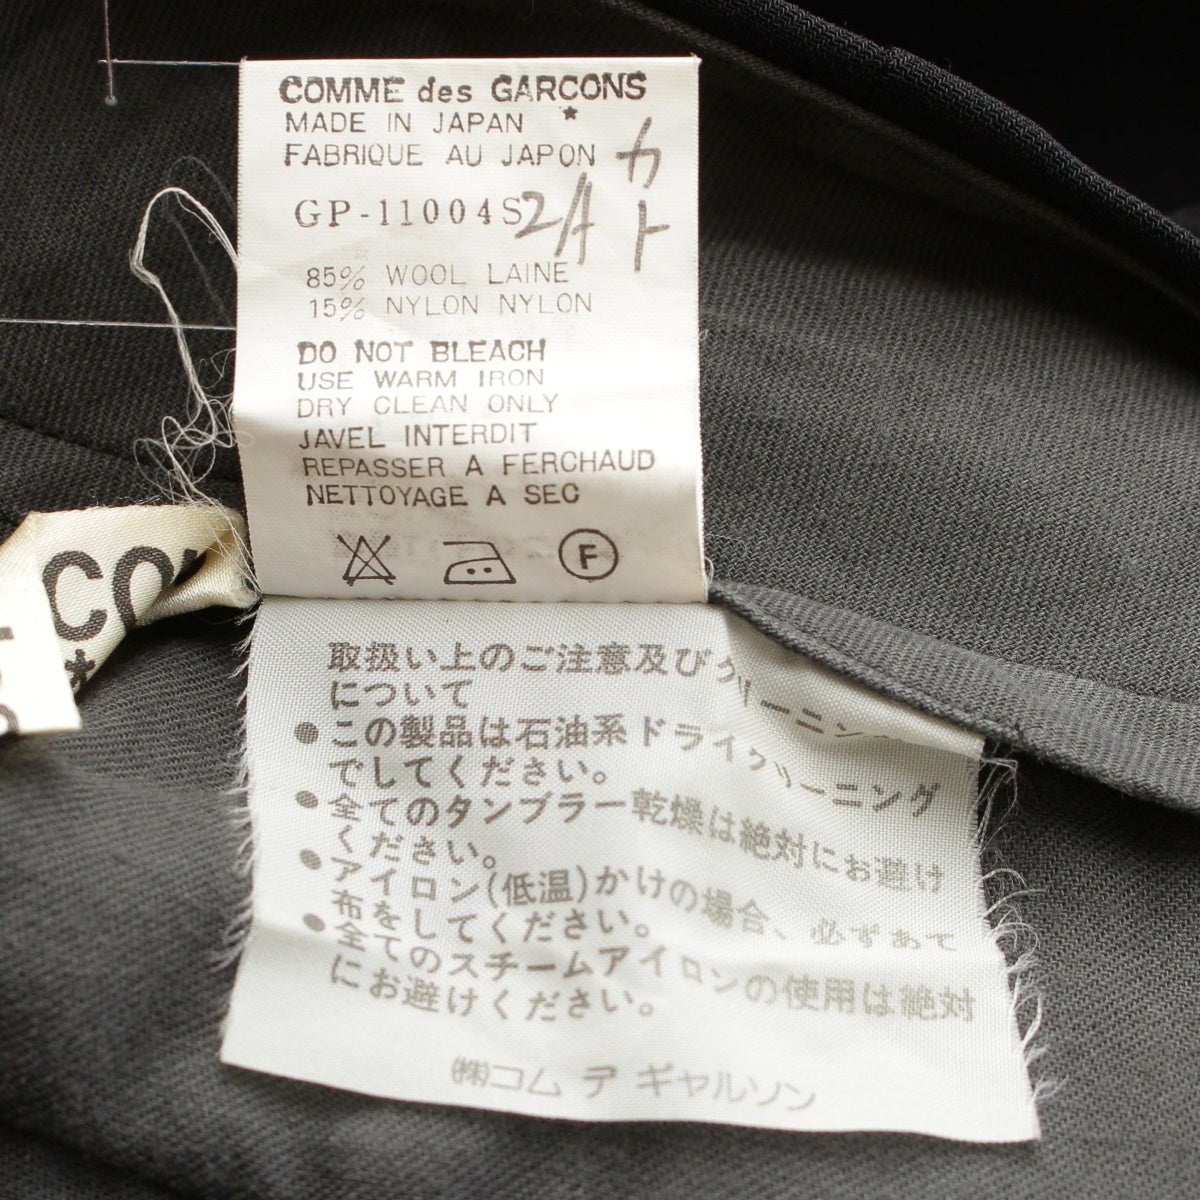 COMME des GARCONS
★
MADE IN JAPAN
FABRIQUE AU JAPON
カト
GP-11004S
2A
85% WOOL LAINE
15% NYLON NYLON
DO NOT BLEACH
USE WARM IRON
DRY CLEAN ONLY
JAVEL INTERDIT
REPASSER A FERCHAUD
NETTOYAGE A SEC
F
CO
*
取扱い上のご注意及びクリーニン
について
●この製品は石油系ドライクリーニング
でしてください。
●全てのタンブラー乾燥は絶対にお避け
ください。
●アイロン(低温)かけの場合、必ずあて
布をしてください。
●全てのスチームアイロンの使用は絶対
にお避けください。
㈱コム デ ギャルソン